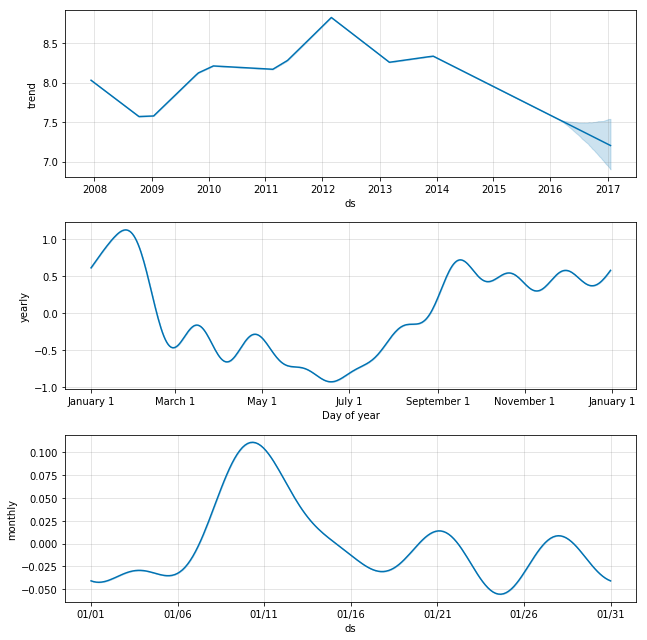 8.5
8.0
7.5
7.0
trend
2008 2009 2010 2011 2012 2013 2014 2015 2016 2017
ds
1.0
0.5
0.0
−0.5
−1.0
yearly
January 1 March 1 May 1 July 1 September 1 November 1 January 1
Day of year
0.100
0.075
0.050
0.025
0.000
−0.025
−0.050
monthly
01/01 01/06 01/11 01/16 01/21 01/26 01/31
ds